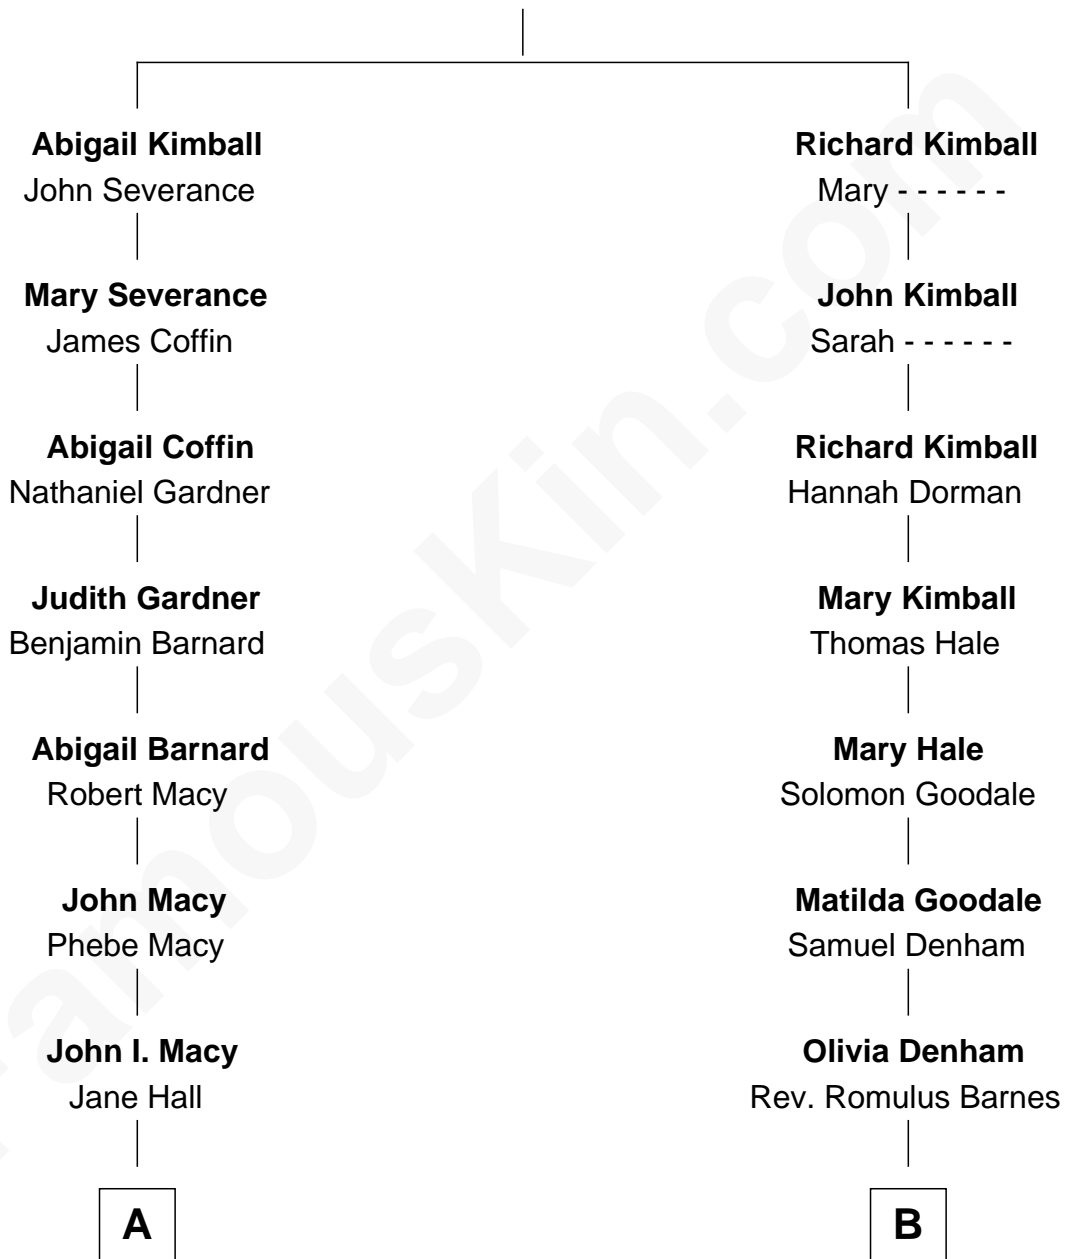 Abigail Kimball
John Severance
Mary Severance
James Coffin
Abigail Coffin
Nathaniel Gardner
Judith Gardner
Benjamin Barnard
Abigail Barnard
Robert Macy
John Macy
Phebe Macy
John I. Macy
Jane Hall
A
Richard Kimball
Mary - - - - - -
John Kimball
Sarah - - - - - -
Richard Kimball
Hannah Dorman
Mary Kimball
Thomas Hale
Mary Hale
Solomon Goodale
Matilda Goodale
Samuel Denham
Olivia Denham
Rev. Romulus Barnes
B
FamousKin.com